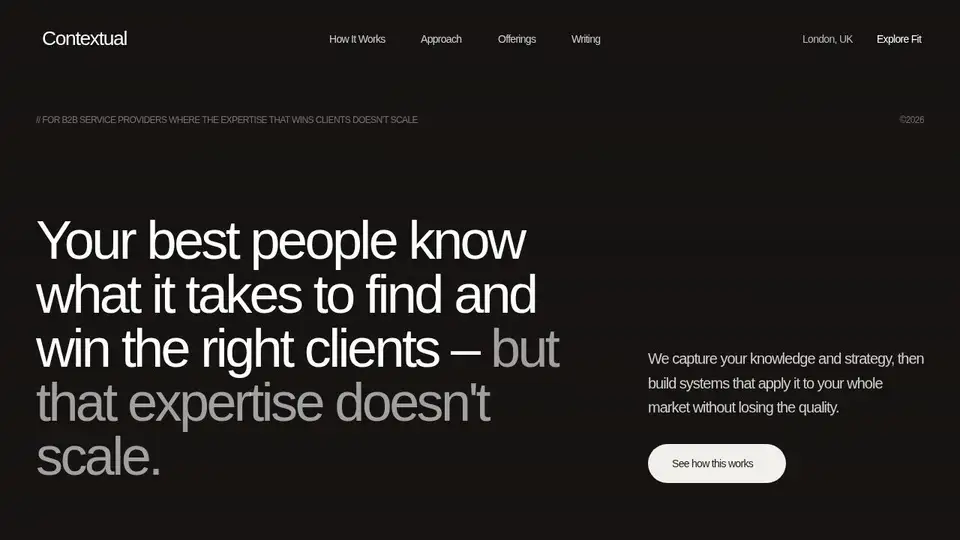 Contextual
How It Works
Approach
Offerings
Writing
London, UK
Explore Fit
// FOR B2B SERVICE PROVIDERS WHERE THE EXPERTISE THAT WINS CLIENTS DOESN'T SCALE
©2026
Your best people know
what it takes to find and
win the right clients – but
that expertise doesn't
scale.
We capture your knowledge and strategy, then
build systems that apply it to your whole
market without losing the quality.
See how this works